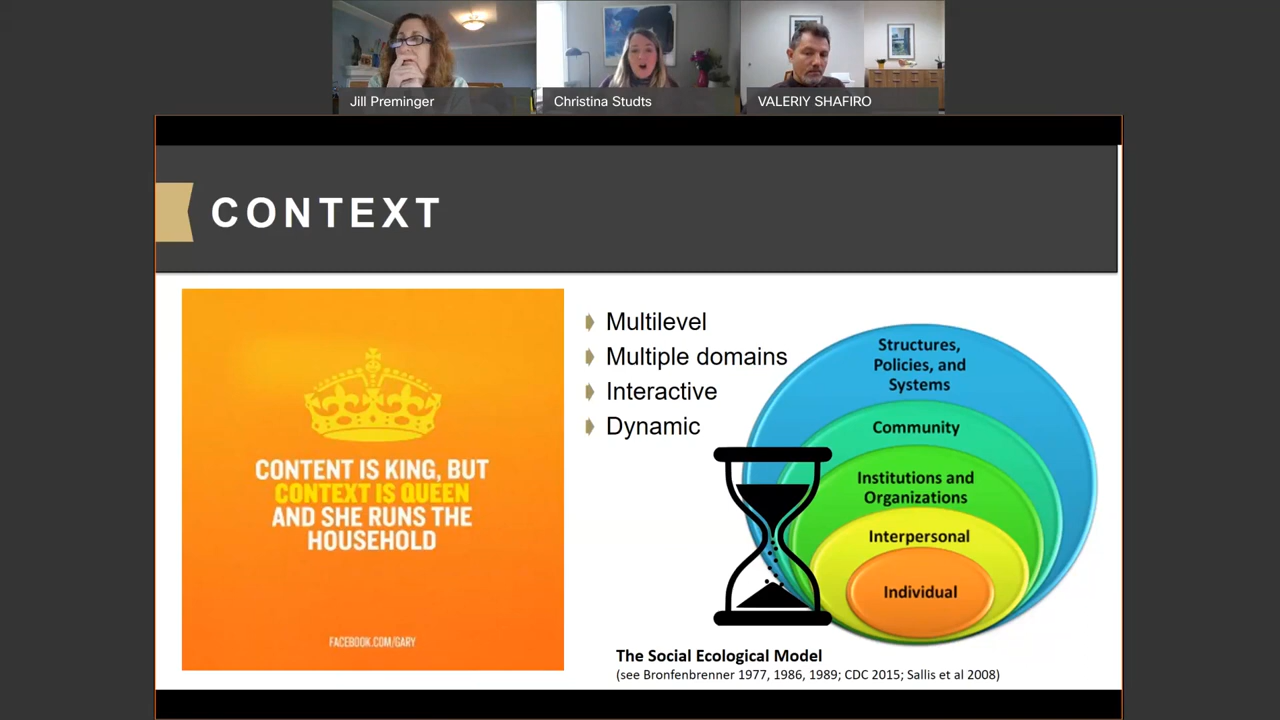 Jill Preminger
Christina Studts
VALERIY SHAFIRO
CONTEXT
CONTENT IS KING, BUT
CONTEXT IS QUEEN
AND SHE RUNS THE
HOUSEHOLD
FACEBOOK.COM/GARY
Multilevel
Multiple domains
Interactive
Dynamic
Structures,
Policies, and
Systems
Community
Institutions and
Organizations
Interpersonal
Individual
The Social Ecological Model
(see Bronfenbrenner 1977, 1986, 1989; CDC 2015; Sallis et al 2008)